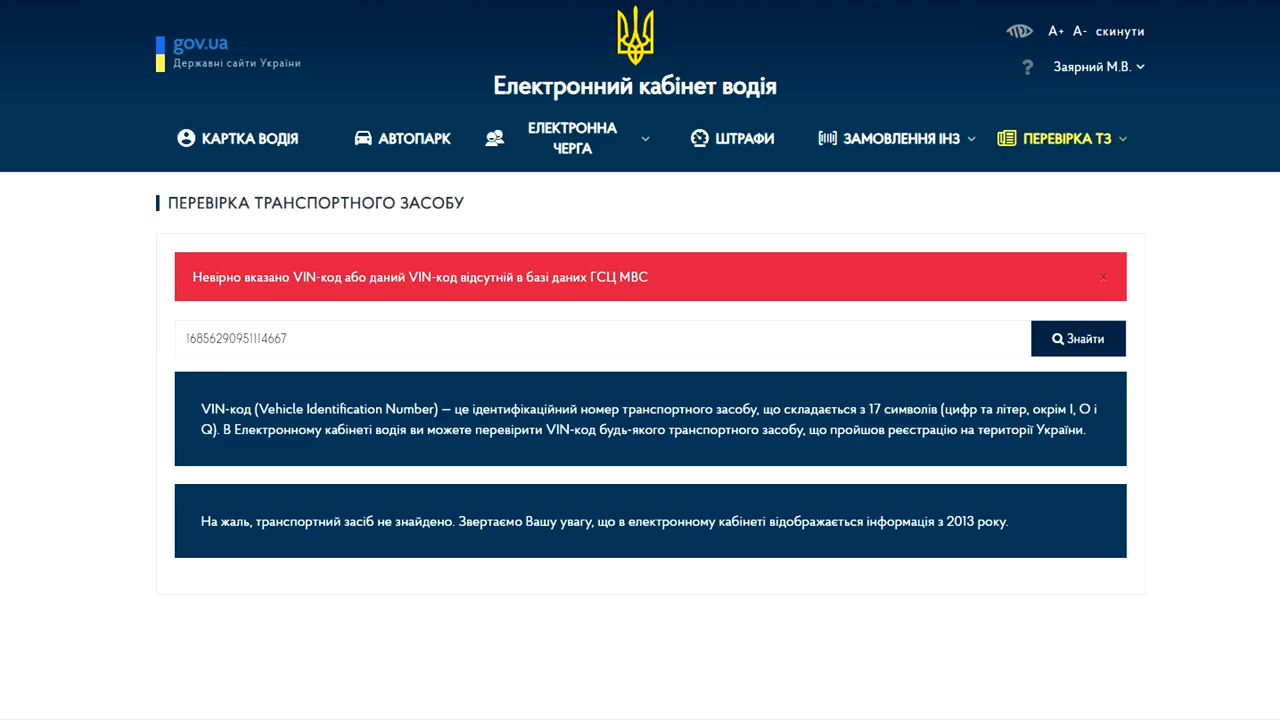 gov.ua
Державні сайти України
A+ A- скинути
? Заярний М.В.
Електронний кабінет водія
КАРТКА ВОДІЯ
АВТОПАРК
ЕЛЕКТРОННА
ЧЕРГА
ШТРАФИ
ЗАМОВЛЕННЯ ІНЗ
ПЕРЕВІРКА ТЗ
ПЕРЕВІРКА ТРАНСПОРТНОГО ЗАСОБУ
Невірно вказано VIN-код або даний VIN-код відсутній в базі даних ГСЦ МВС ×
16856290951114667
Знайти
VIN-код (Vehicle Identification Number) — це ідентифікаційний номер транспортного засобу, що складається з 17 символів (цифр та літер, окрім I, O і
Q). В Електронному кабінеті водія ви можете перевірити VIN-код будь-якого транспортного засобу, що пройшов реєстрацію на території України.
На жаль, транспортний засіб не знайдено. Звертаємо Вашу увагу, що в електронному кабінеті відображається інформація з 2013 року.